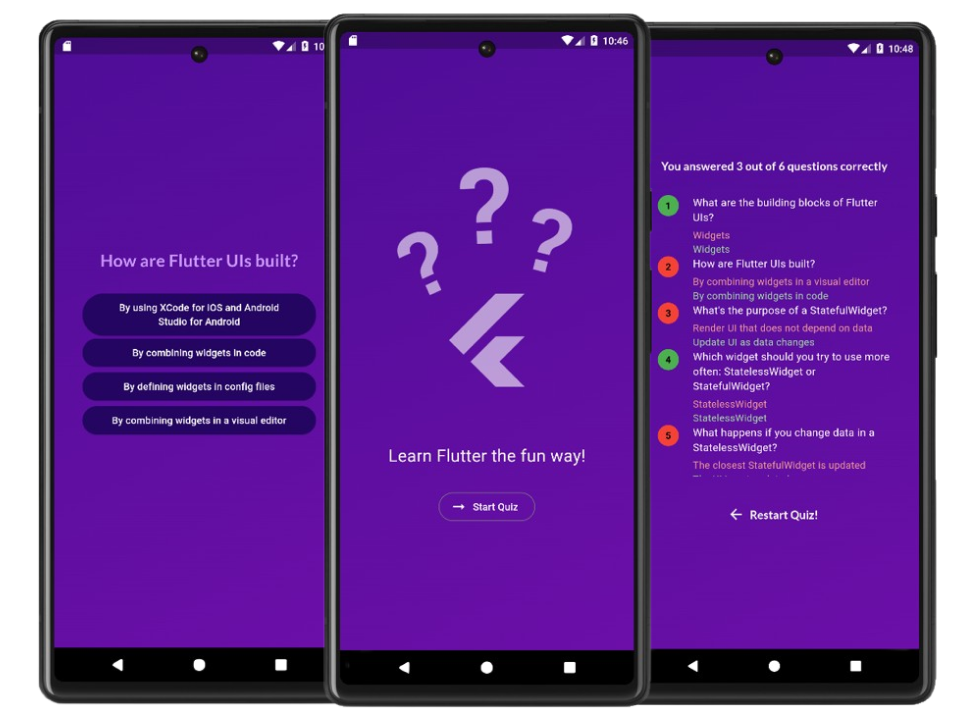 10
How are Flutter UIs built?
By using XCode for iOS and Android
Studio for Android
By combining widgets in code
By defining widgets in config files
By combining widgets in a visual editor
10:46
Learn Flutter the fun way!
Start Quiz
10:48
You answered 3 out of 6 questions correctly
1
What are the building blocks of Flutter
UIs?
Widgets
Widgets
2
How are Flutter UIs built?
By combining widgets in a visual editor
By combining widgets in code
3
What's the purpose of a StatefulWidget?
Render UI that does not depend on data
Update UI as data changes
4
Which widget should you try to use more
often: StatelessWidget or
StatefulWidget?
StatelessWidget
StatelessWidget
5
What happens if you change data in a
StatelessWidget?
The closest StatefulWidget is updated
Restart Quiz!